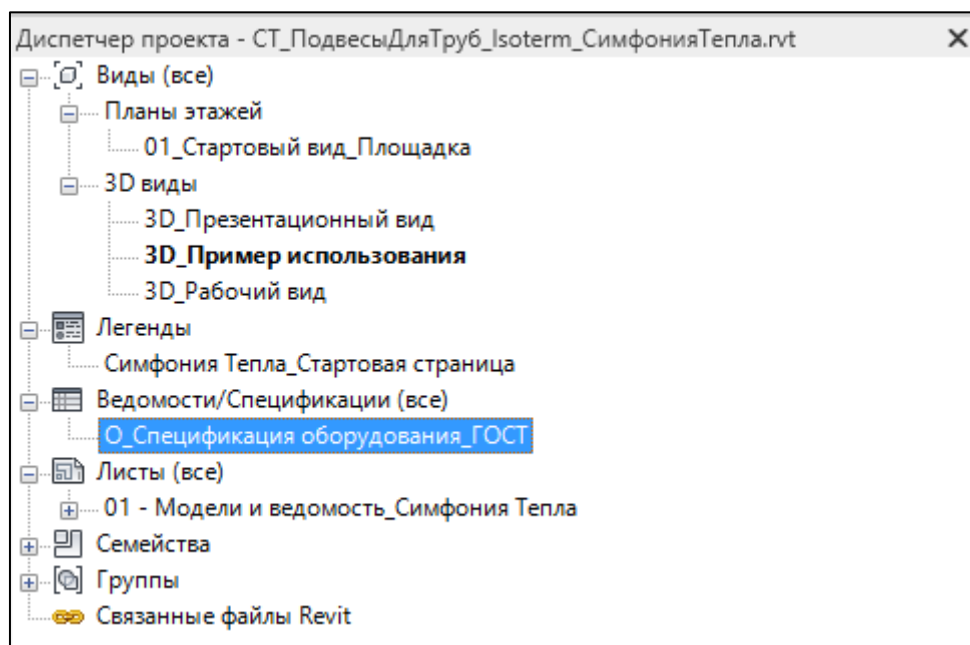 Диспетчер проекта - СТ_ПодвесыДляТруб_Isoterm_СимфонияТепла.rvt
Виды (все)
Планы этажей
01_Стартовый вид_Площадка
3D виды
3D_Презентационный вид
3D_Пример использования
3D_Рабочий вид
Легенды
Симфония Тепла_Стартовая страница
Ведомости/Спецификации (все)
О_Спецификация оборудования_ГОСТ
Листы (все)
01 - Модели и ведомость_Симфония Тепла
Семейства
Группы
Связанные файлы Revit